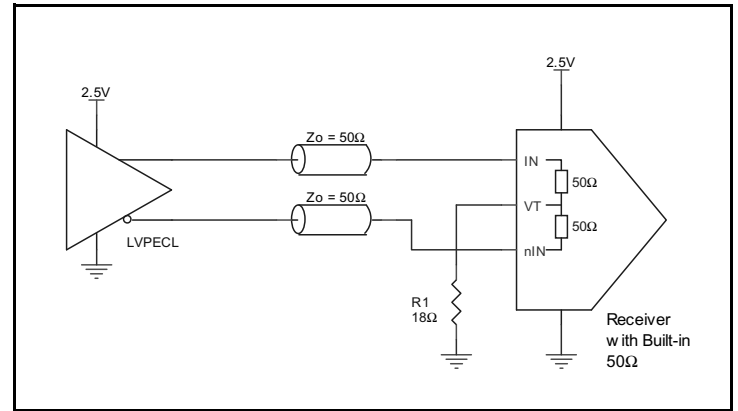 2.5V
2.5V
Zo = 50Ω
IN
50Ω
Zo = 50Ω
VT
50Ω
nIN
LVPECL
R1
18Ω
Receiver
with Built-in
50Ω